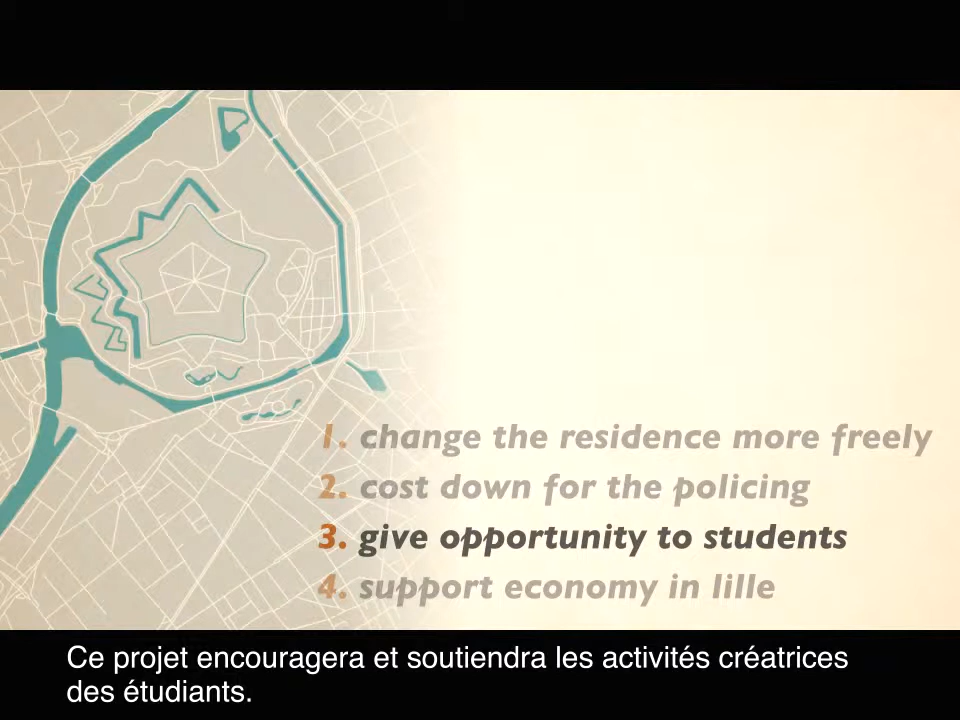 1. change the residence more freely
2. cost down for the policing
3. give opportunity to students
4. support economy in lille
Ce projet encouragera et soutiendra les activités créatrices
des étudiants.